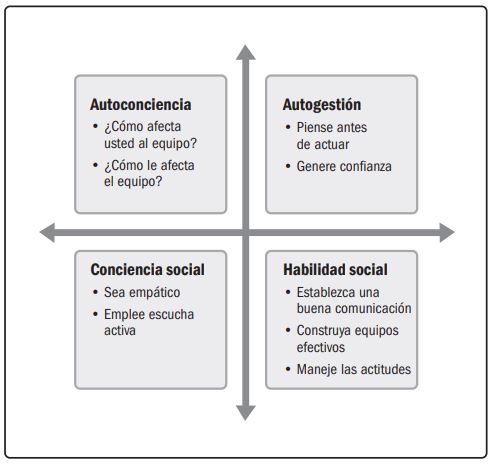 Autoconciencia
• ¿Cómo afecta
usted al equipo?
• ¿Cómo le afecta
el equipo?
Autogestión
• Piense antes
de actuar
• Genere confianza
Conciencia social
• Sea empático
• Emplee escucha
activa
Habilidad social
• Establezca una
buena comunicación
• Construya equipos
efectivos
• Maneje las actitudes